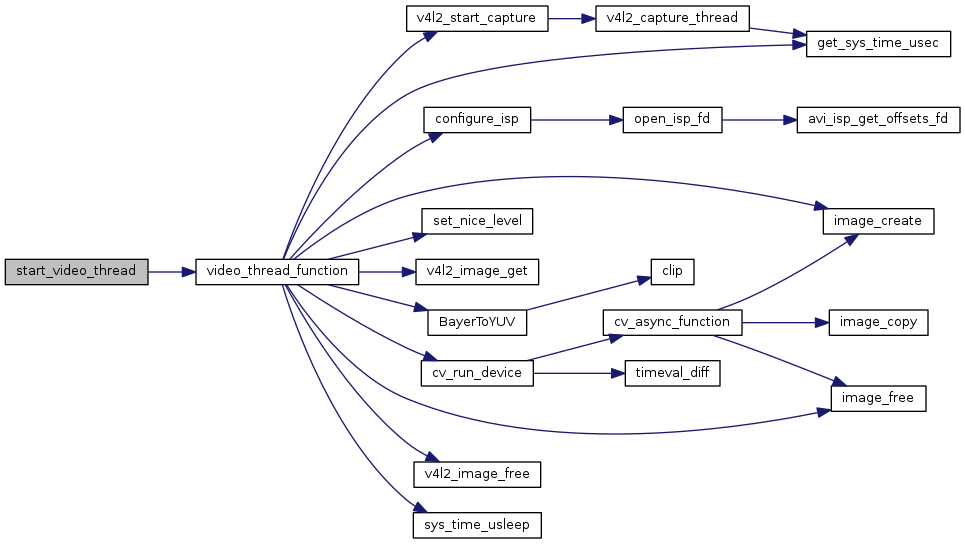 v4l2_start_capture
v4l2_capture_thread
get_sys_time_usec
configure_isp
open_isp_fd
avi_isp_get_offsets_fd
set_nice_level
image_create
start_video_thread
video_thread_function
v4l2_image_get
clip
BayerToYUV
cv_async_function
image_copy
cv_run_device
timeval_diff
image_free
v4l2_image_free
sys_time_usleep